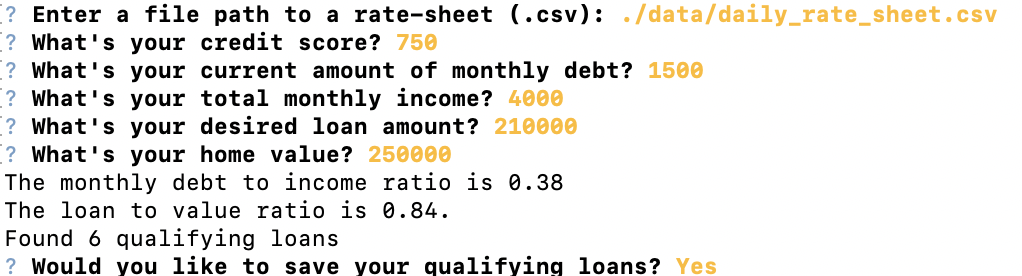 ? Enter a file path to a rate-sheet (.csv): ./data/daily_rate_sheet.csv
[? What's your credit score? 750
[? What's your current amount of monthly debt? 1500
[? What's your total monthly income? 4000
[? What's your desired loan amount? 210000
[? What's your home value? 250000
The monthly debt to income ratio is 0.38
The loan to value ratio is 0.84.
Found 6 qualifying loans
? Would you like to save your qualifying loans? Yes